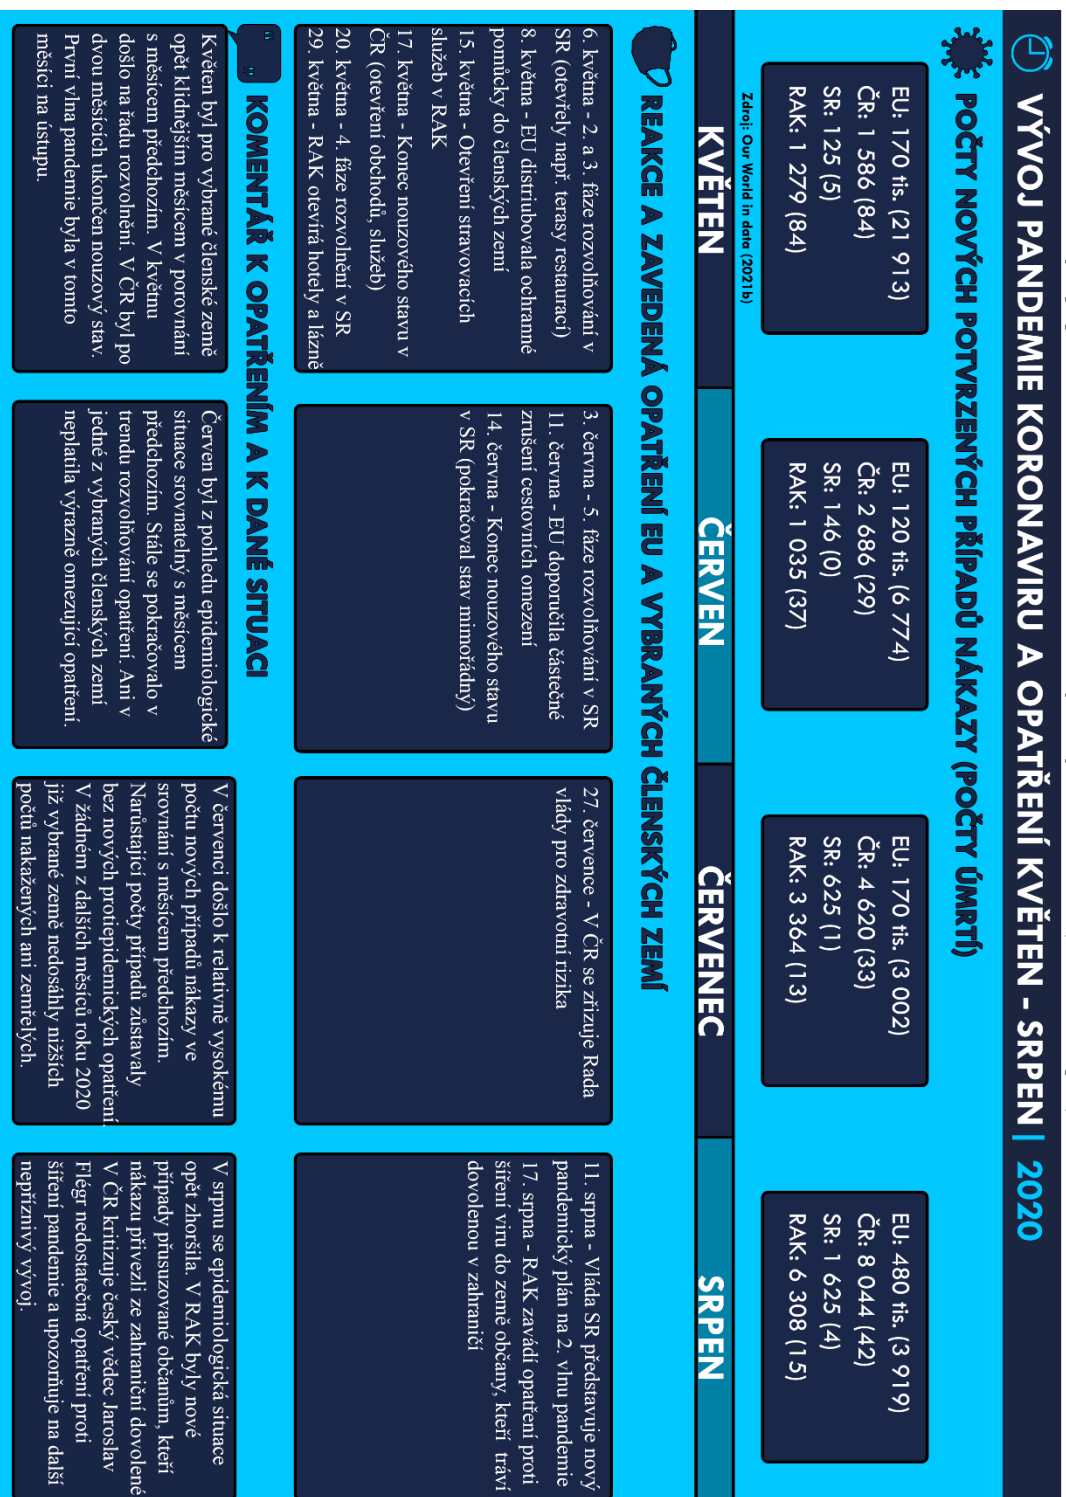 VÝVOJ PANDEMIE KORONAVIRU A OPATŘENÍ KVĚTEN - SRPEN| 2020
POČTY NOVÝCH POTVRZENÝCH PŘÍPADŮ NÁKAZY (POČTY ÚMRTÍ)
EU: 170 tis. (21 913)
ČR: 1 586 (84)
SR: 125 (5)
RAK: 1 279 (84)
EU: 120 tis. (6 774)
ČR: 2 686 (29)
SR: 146 (0)
RAK: 1 035 (37)
EU: 170 tis. (3 002)
ČR: 4 620 (33)
SR: 625 (1)
RAK: 3 364 (13)
EU: 480 tis. (3 919)
ČR: 8 044 (42)
SR: 1 625 (4)
RAK: 6 308 (15)
Zdroj: Our World in data (2021b)
KVĚTEN
ČERVEN
ČERVENEC
SRPEN
REAKCE A ZAVEDENÁ OPATŘENÍ EU A VYBRANÝCH ČLENSKÝCH ZEMÍ
6. května - 2. a 3. fáze rozvolňování v
SR (otevřely např. terasy restaurací)
8. května - EU distriubovala ochranné
pomůcky do členských zemí
15. května - Otevření stravovacích
služeb v RAK
17. května - Konec nouzového stavu v
ČR (otevření obchodů, služeb)
20. května - 4. fáze rozvolnění v SR
29. května - RAK otevírá hotely a lázně
3. června - 5. fáze rozvolňování v SR
11. června - EU doporučila částečné
zrušení cestovních omezení
14. června - Konec nouzového stavu
v SR (pokračoval stav mimořádný)
27. července - V ČR se zřizuje Rada
vlády pro zdravotní rizika
11. srpna - Vláda SR představuje nový
pandemický plán na 2. vlnu pandemie
17. srpna - RAK zavádí opatření proti
šíření viru do země občany, kteří tráví
dovolenou v zahraničí
KOMENTÁŘ K OPATŘENÍM A K DANÉ SITUACI
Květen byl pro vybrané členské země
opět klidnějším měsícem v porovnání
s měsícem předchozím. V květnu
došlo na řadu rozvolnění. V ČR byl po
dvou měsících ukončen nouzový stav.
První vlna pandemie byla v tomto
měsíci na ústupu.
Červen byl z pohledu epidemiologické
situace srovnatelný s měsícem
předchozím. Stále se pokračovalo v
trendu rozvolňování opatření. Ani v
jedné z vybraných členských zemí
neplatila výrazně omezující opatření.
V červenci došlo k relativně vysokému
počtu nových případů nákazy ve
srovnání s měsícem předchozím.
Narůstající počty případů zůstavaly
bez nových protiepidemických opatření.
V žádném z dalších měsíců roku 2020
již vybrané země nedosáhly nižších
počtů nakažených ani zemřelých.
V srpnu se epidemiologická situace
opět zhoršila. V RAK byly nové
případy přusuzované občanům, kteří
nákazu přivezli ze zahraniční dovolené
V ČR kritizuje český vědec Jaroslav
Flégr nedostatečná opatření proti
šíření pandemie a upozorňuje na další
nepříznivý vývoj.